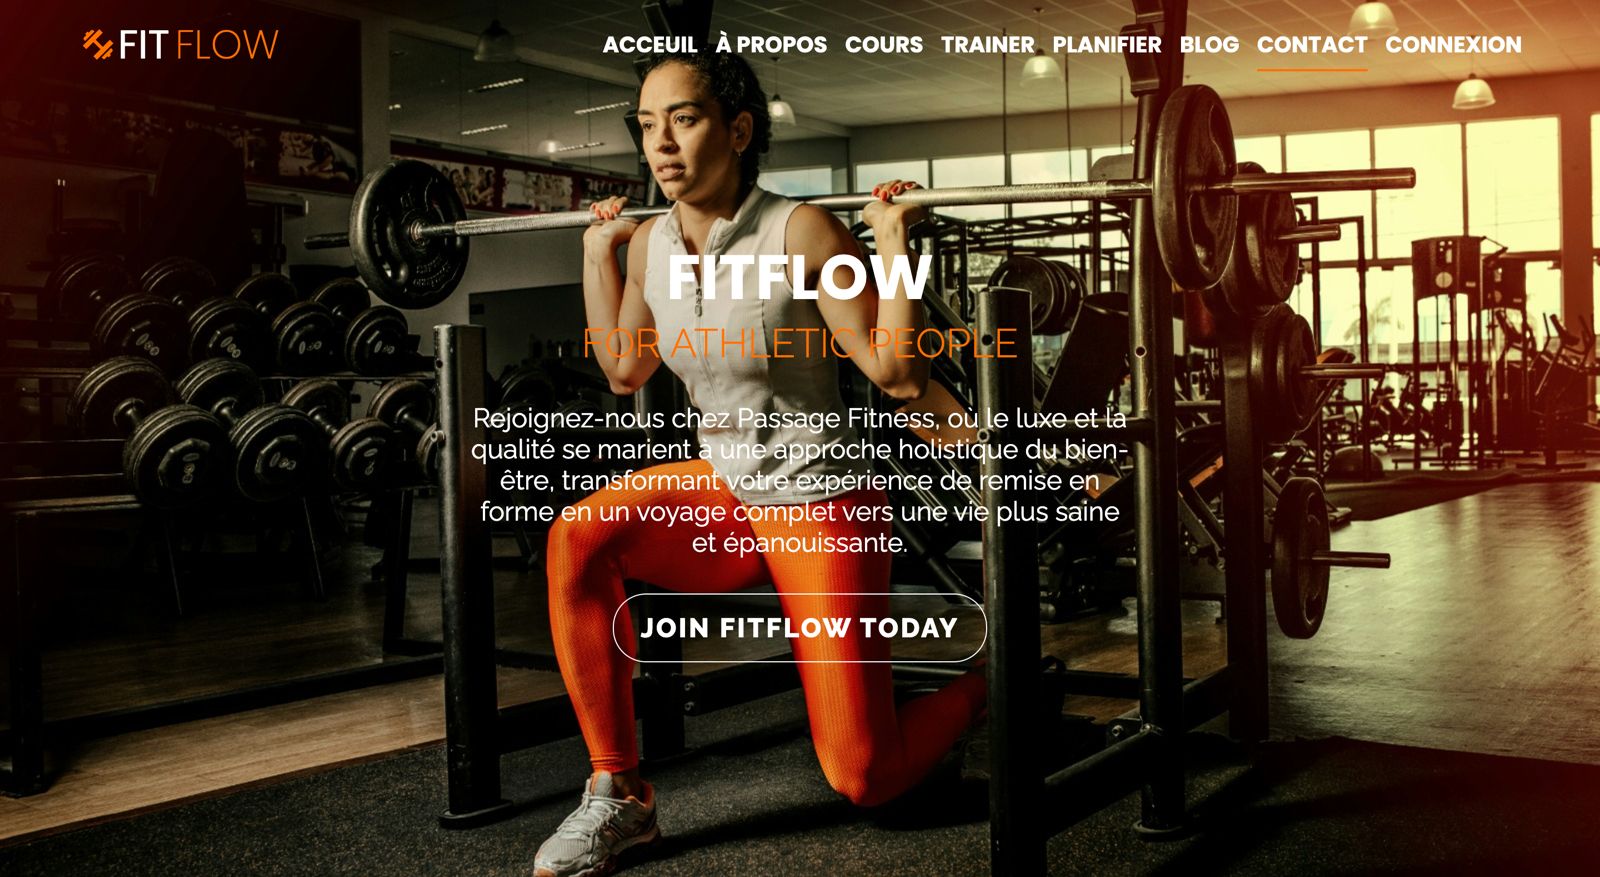 FIT FLOW
ACCEUIL À PROPOS COURS TRAINER PLANIFIER BLOG CONTACT CONNEXION
FITFLOW
FOR ATHLETIC PEOPLE
Rejoignez-nous chez Passage Fitness, où le luxe et la
qualité se marient à une approche holistique du bien-
être, transformant votre expérience de remise en
forme en un voyage complet vers une vie plus saine
et épanouissante.
JOIN FITFLOW TODAY